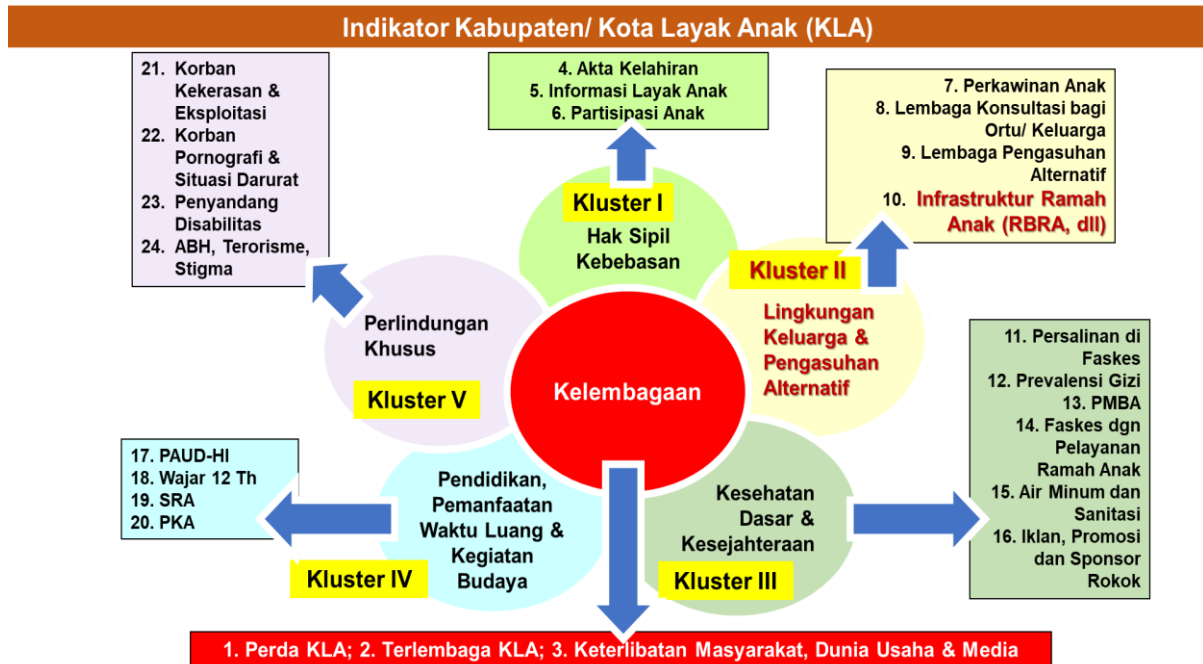 Indikator Kabupaten/ Kota Layak Anak (KLA)
21. Korban
Kekerasan &
Eksploitasi
22. Korban
Pornografi &
Situasi Darurat
23. Penyandang
Disabilitas
24. ABH, Terorisme,
Stigma
4. Akta Kelahiran
5. Informasi Layak Anak
6. Partisipasi Anak
7. Perkawinan Anak
8. Lembaga Konsultasi bagi
Ortu/ Keluarga
9. Lembaga Pengasuhan
Alternatif
10. Infrastruktur Ramah
Anak (RBRA, dll)
Kluster I
Hak Sipil
Kebebasan
Kluster II
Lingkungan
Keluarga &
Pengasuhan
Alternatif
Perlindungan
Khusus
Kluster V
Kelembagaan
11. Persalinan di
Faskes
12. Prevalensi Gizi
13. PMBA
14. Faskes dgn
Pelayanan
Ramah Anak
15. Air Minum dan
Sanitasi
16. Iklan, Promosi
dan Sponsor
Rokok
17. PAUD-HI
18. Wajar 12 Th
19. SRA
20. PKA
Pendidikan,
Pemanfaatan
Waktu Luang &
Kegiatan
Budaya
Kluster IV
Kesehatan
Dasar &
Kesejahteraan
Kluster III
1. Perda KLA; 2. Terlembaga KLA; 3. Keterlibatan Masyarakat, Dunia Usaha & Media